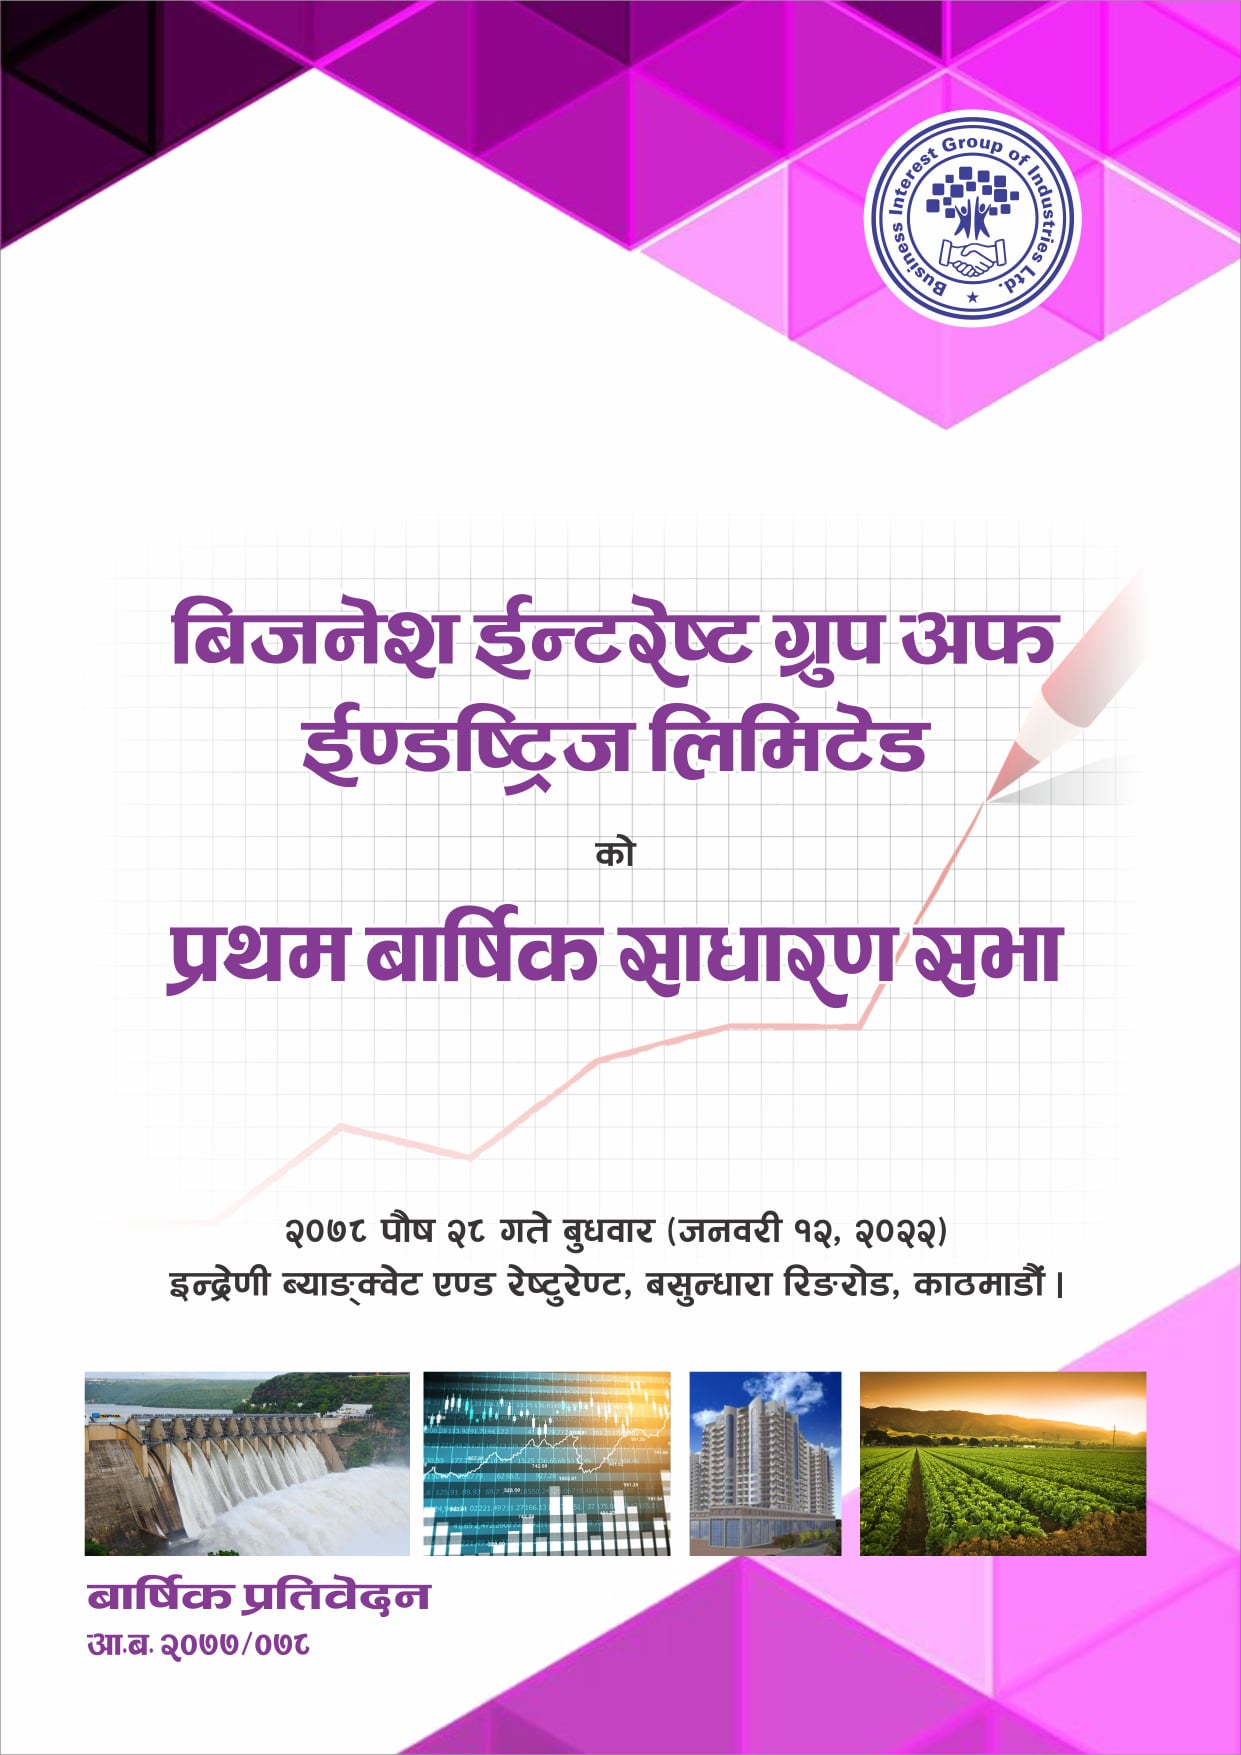 Business Interest Group of Industries Ltd.
बिजनेश ईन्टरेष्ट ग्रुप अफ
ईण्डष्ट्रिज लिमिटेड
को
प्रथम बार्षिक साधारण सभा
२०७८ पौष २८ गते बुधवार (जनवरी १२, २०२२)
इन्द्रेणी ब्याङ्क्वेट एण्ड रेष्टुरेण्ट, बसुन्धारा रिङरोड, काठमाडौं ।
बार्षिक प्रतिवेदन
आ.ब. २०७७/०७८